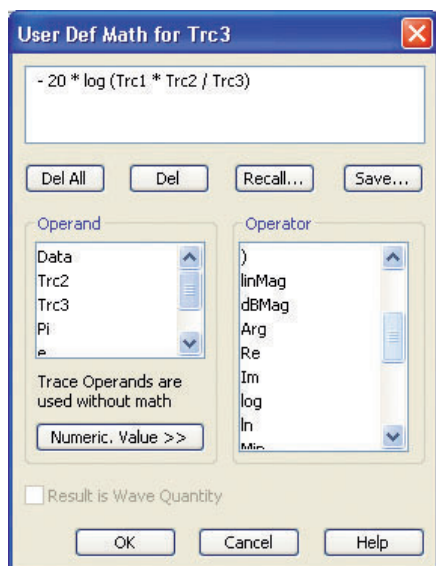 User Def Math for Trc3
- 20 * log (Trc1 * Trc2 / Trc3)
Del All
Del
Recall...
Save...
Operand
Data
Trc2
Trc3
Pi
e
Trace Operands are
used without math
Numeric. Value >>
Operator
)
linMag
dBMag
Arg
Re
Im
log
ln
Min
Result is Wave Quantity
OK
Cancel
Help